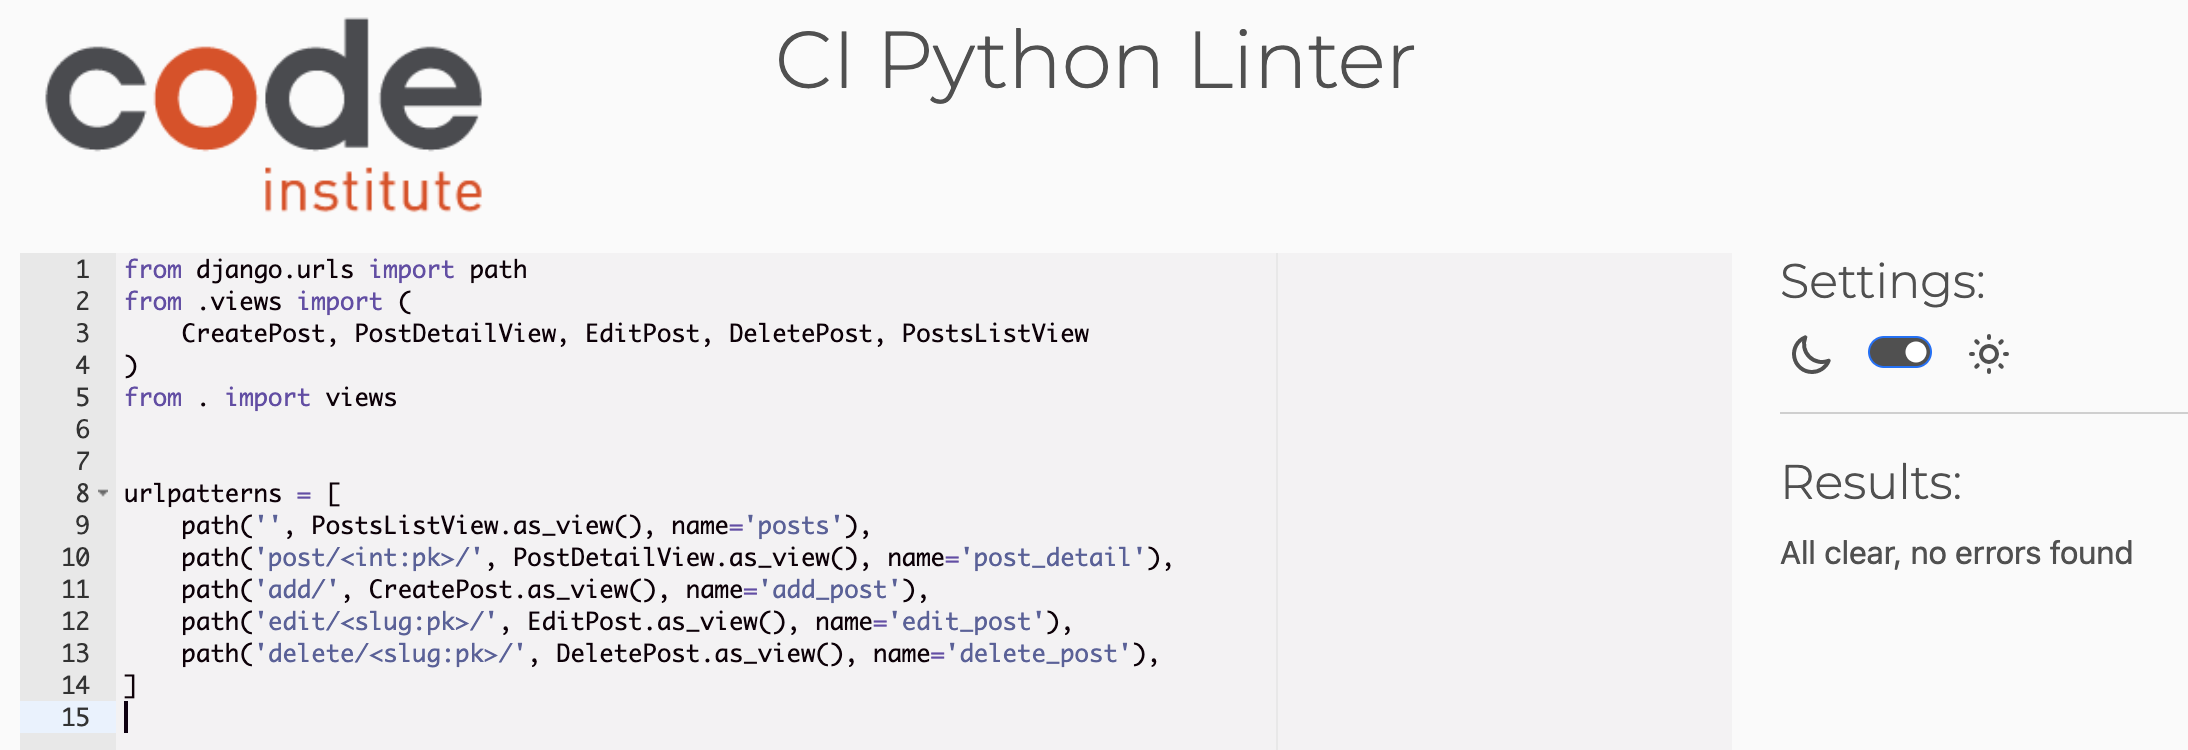 code
institute
CI Python Linter
1 from django.urls import path
2 from .views import (
3     CreatePost, PostDetailView, EditPost, DeletePost, PostsListView
4 )
5 from . import views
6
7
8 urlpatterns = [
9     path('', PostsListView.as_view(), name='posts'),
10     path('post/<int:pk>/', PostDetailView.as_view(), name='post_detail'),
11     path('add/', CreatePost.as_view(), name='add_post'),
12     path('edit/<slug:pk>/', EditPost.as_view(), name='edit_post'),
13     path('delete/<slug:pk>/', DeletePost.as_view(), name='delete_post'),
14 ]
15
Settings:
Results:
All clear, no errors found